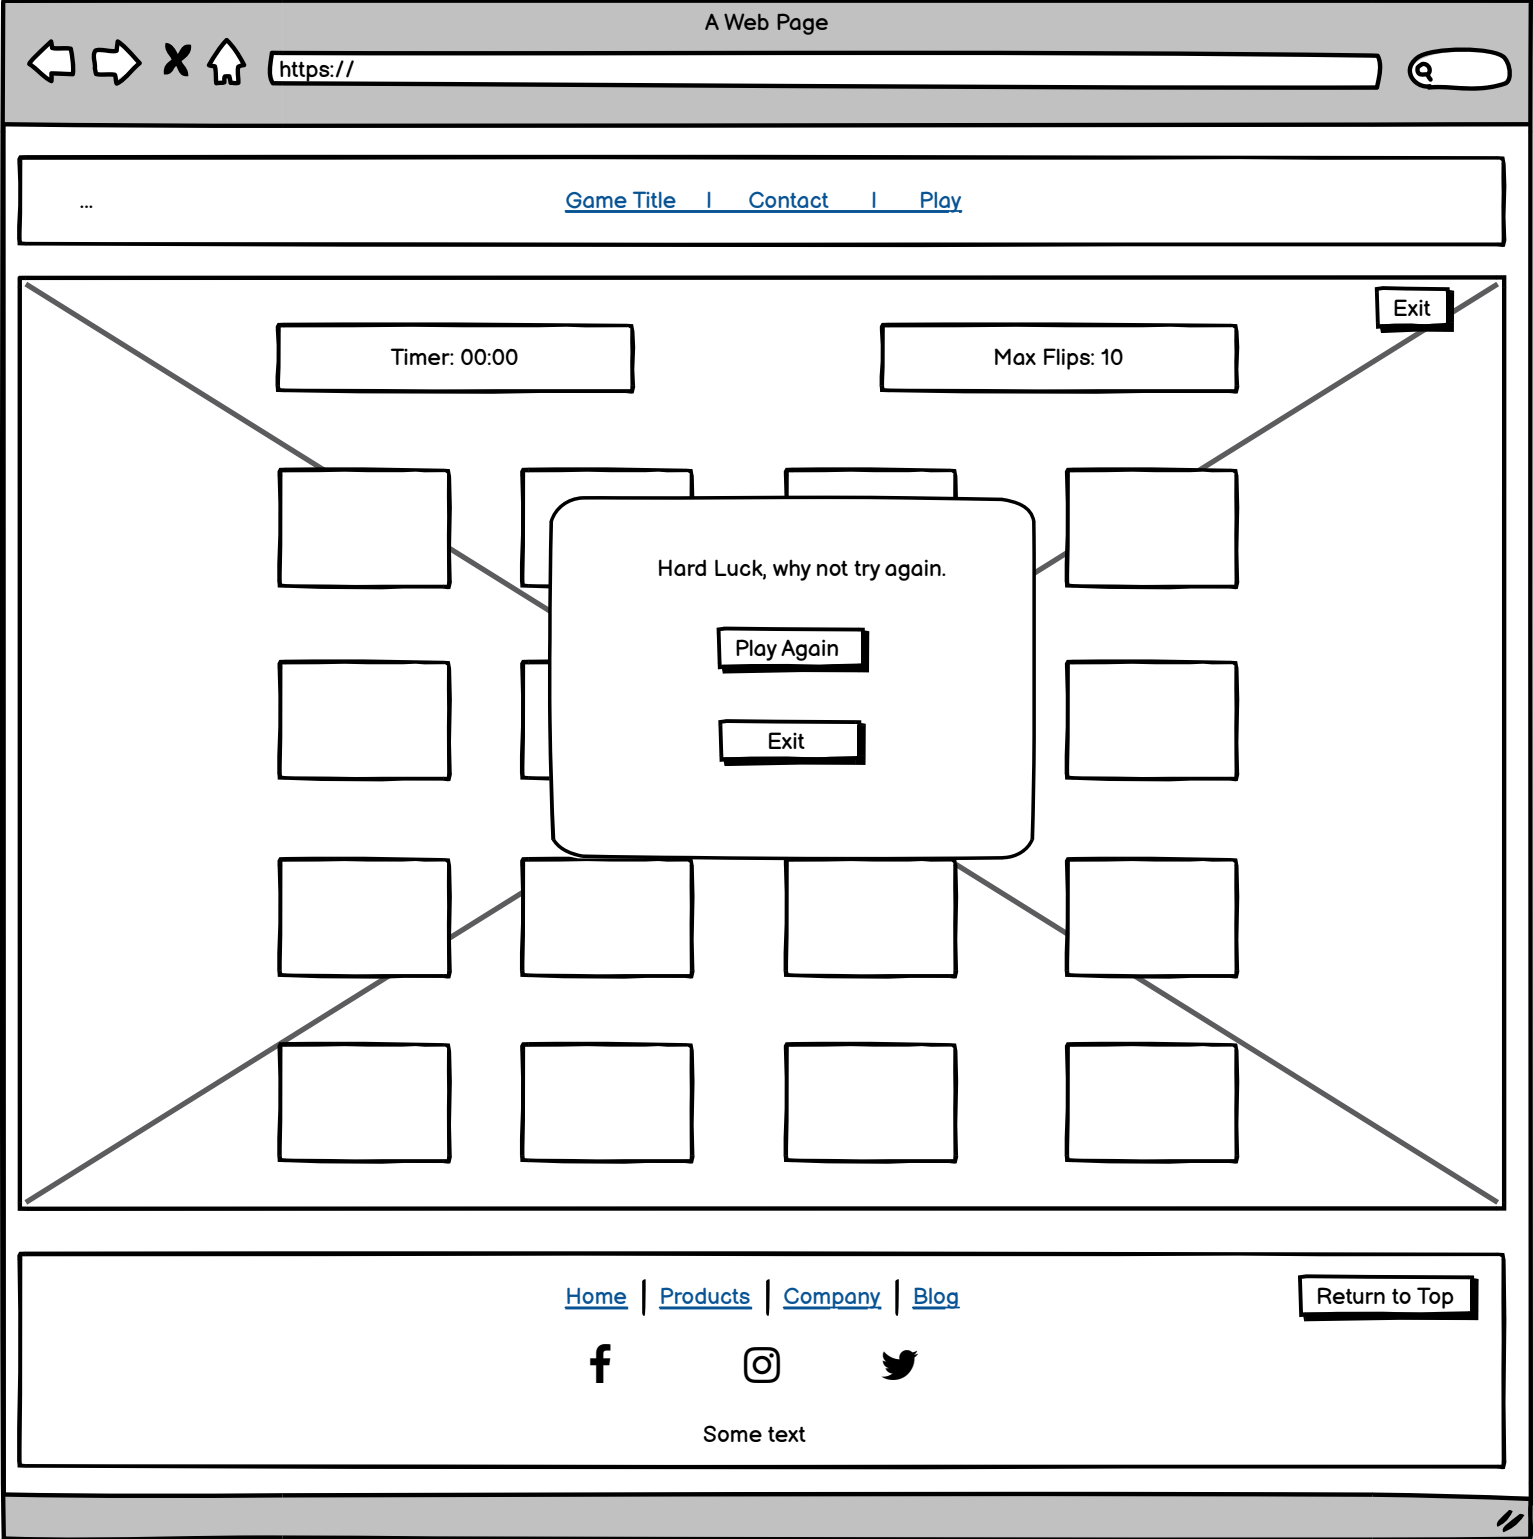 A Web Page
https://
...
Game Title | Contact | Play
Exit
Timer: 00:00
Max Flips: 10
Hard Luck, why not try again.
Play Again
Exit
Home | Products | Company | Blog
Return to Top
Some text